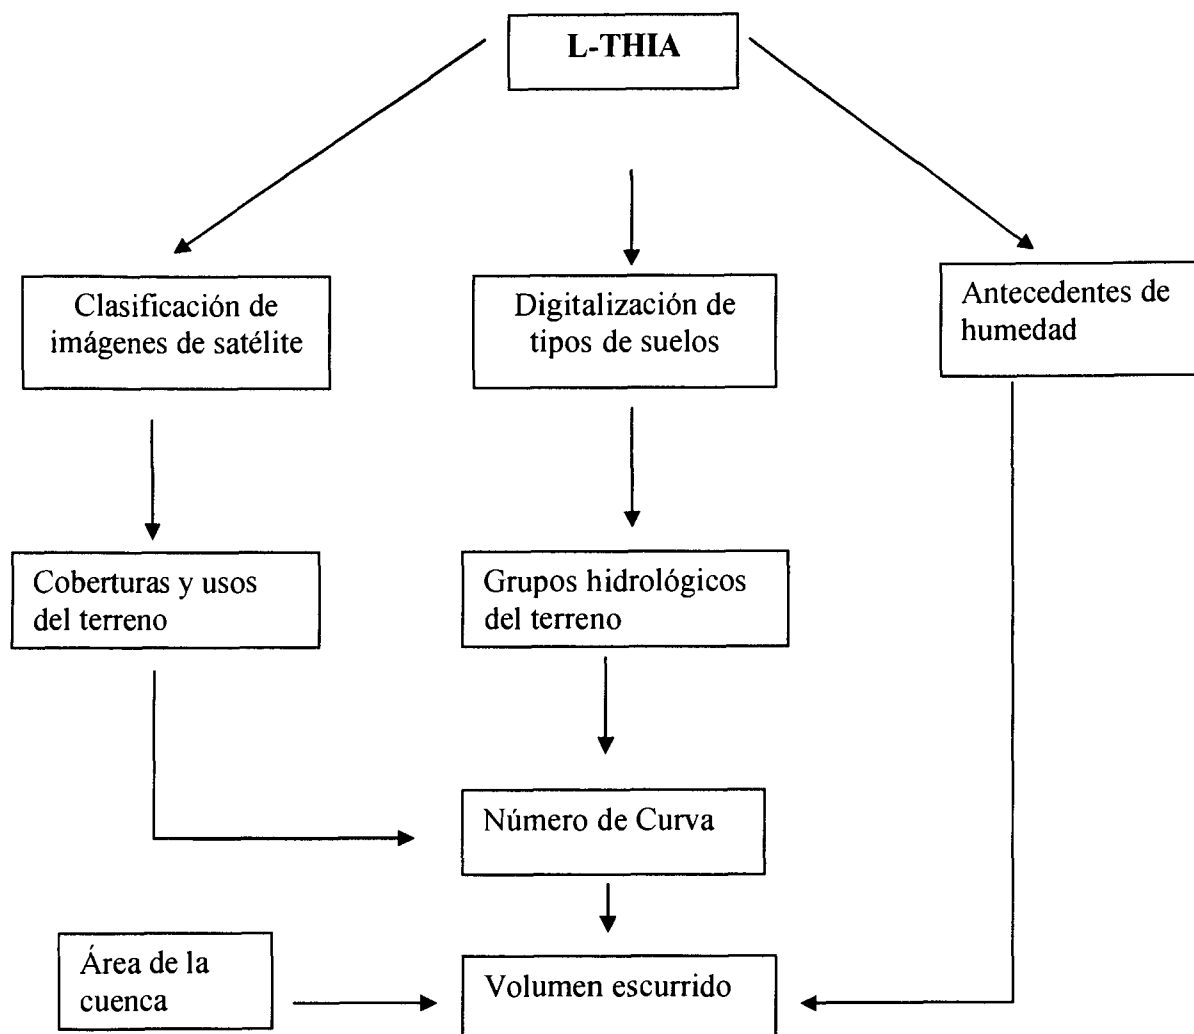 L-THIA
Clasificación de
imágenes de satélite
Digitalización de
tipos de suelos
Antecedentes de
humedad
Coberturas y usos
del terreno
Grupos hidrológicos
del terreno
Número de Curva
Área de la
cuenca
Volumen escurrido